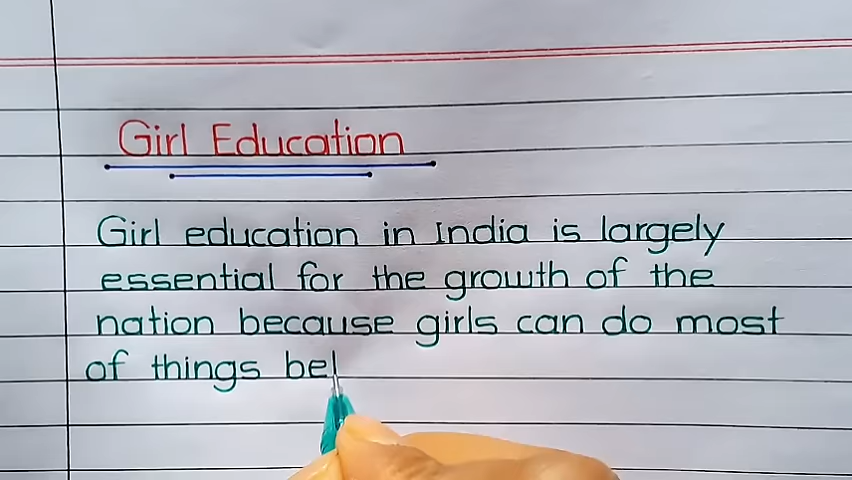 Girl Education
Girl education in India is largely
essential for the growth of the
nation because girls can do most
of things bel